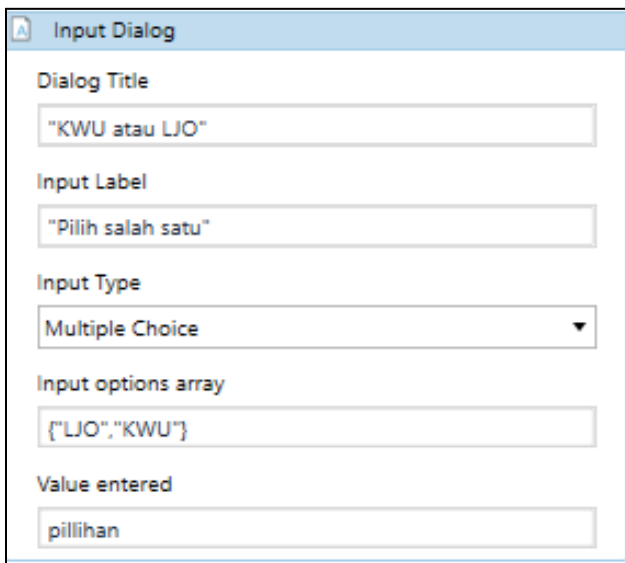 Input Dialog
Dialog Title
"KWU atau LJO"
Input Label
"Pilih salah satu"
Input Type
Multiple Choice
Input options array
{"LJO","KWU"}
Value entered
pillihan